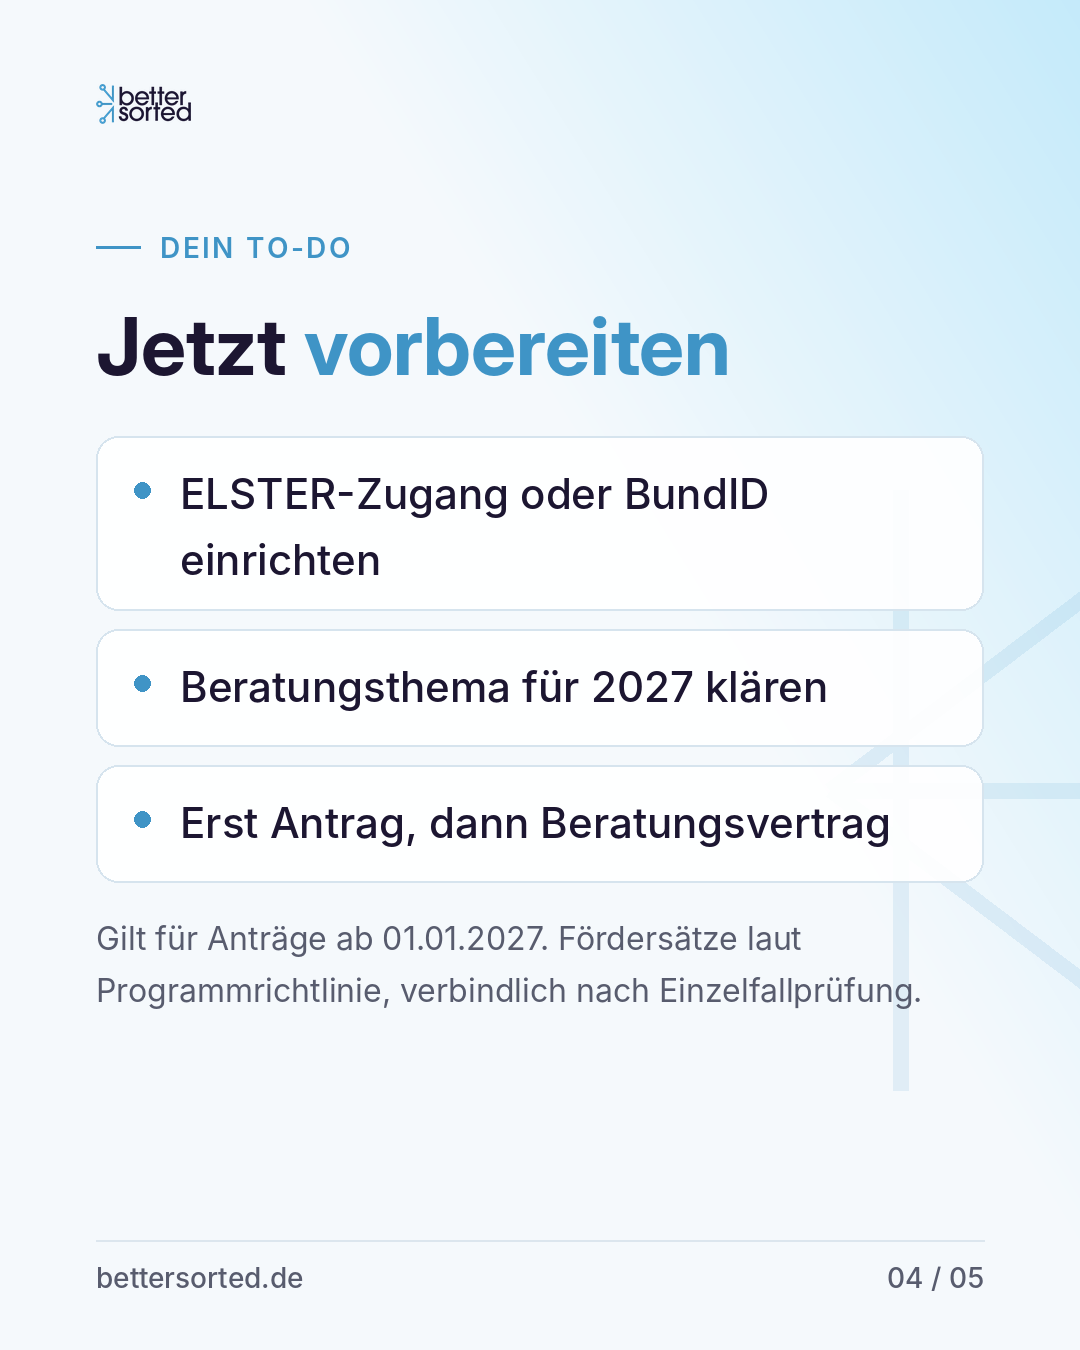 better
sorted
DEIN TO-DO
Jetzt vorbereiten
ELSTER-Zugang oder BundID
einrichten
Beratungsthema für 2027 klären
Erst Antrag, dann Beratungsvertrag
Gilt für Anträge ab 01.01.2027. Fördersätze laut
Programmrichtlinie, verbindlich nach Einzelfallprüfung.
bettersorted.de
04 / 05